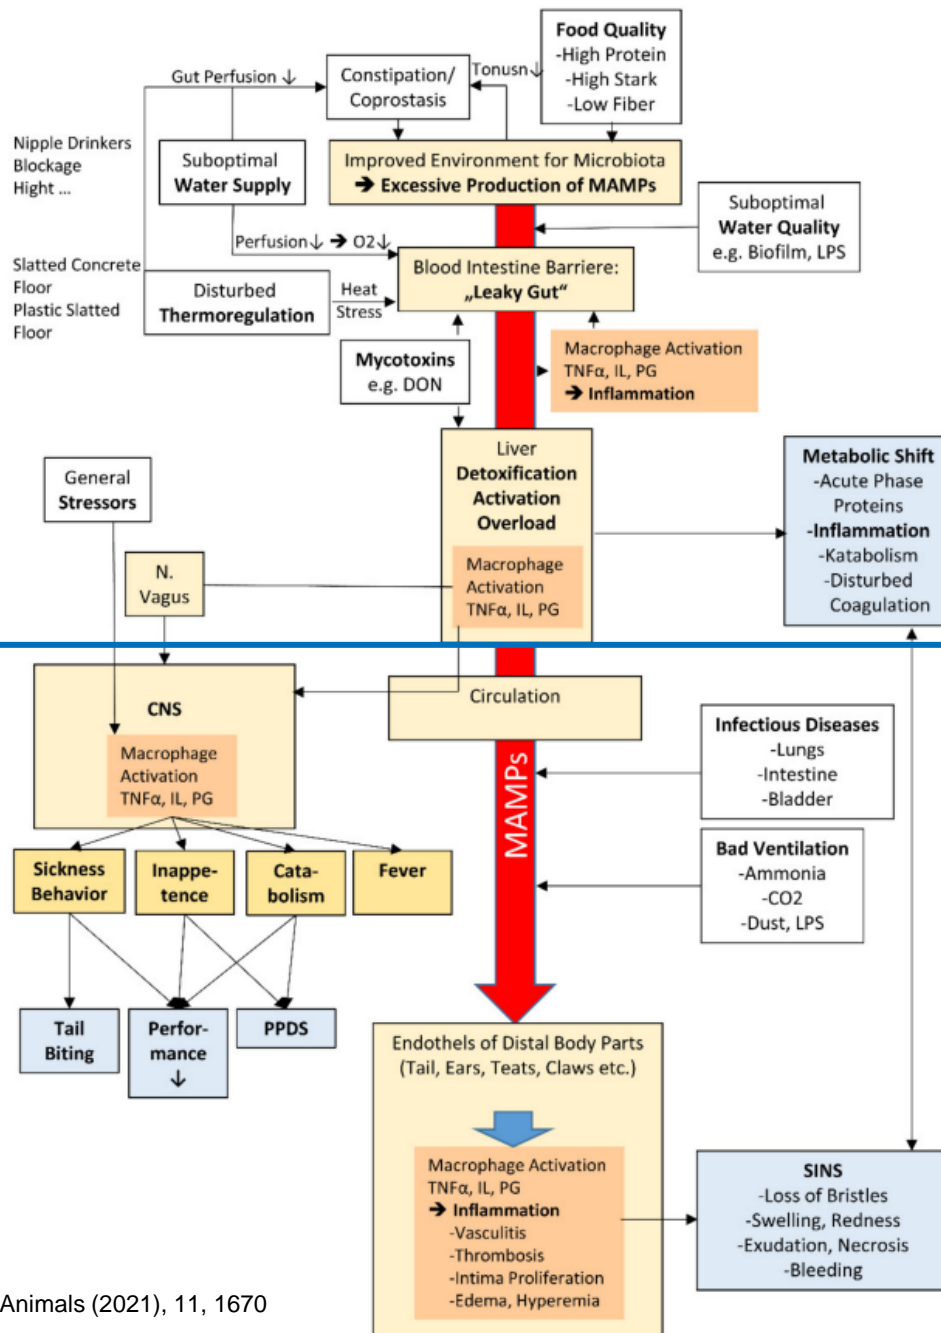 Food Quality
-High Protein
-High Stark
-Low Fiber
Gut Perfusion ↓
Constipation/
Coprostasis
Tonusn ↓
Nipple Drinkers
Blockage
Hight ...
Suboptimal
Water Supply
Improved Environment for Microbiota
➔ Excessive Production of MAMPs
Suboptimal
Water Quality
e.g. Biofilm, LPS
Perfusion↓ ➔ O2↓
Blood Intestine Barriere:
„Leaky Gut“
Slatted Concrete
Floor
Plastic Slatted
Floor
Disturbed
Thermoregulation
Heat
Stress
Mycotoxins
e.g. DON
Macrophage Activation
TNFα, IL, PG
➔ Inflammation
Liver
Detoxification
Activation
Overload
Macrophage
Activation
TNFα, IL, PG
Metabolic Shift
-Acute Phase
Proteins
-Inflammation
-Katabolism
-Disturbed
Coagulation
General
Stressors
N.
Vagus
CNS
Macrophage
Activation
TNFα, IL, PG
Circulation
MAMPs
Infectious Diseases
-Lungs
-Intestine
-Bladder
Bad Ventilation
-Ammonia
-CO2
-Dust, LPS
Sickness
Behavior
Inappe-
tence
Cata-
bolism
Fever
Tail
Biting
Perfor-
mance
↓
PPDS
Endothels of Distal Body Parts
(Tail, Ears, Teats, Claws etc.)
Macrophage Activation
TNFα, IL, PG
➔ Inflammation
-Vasculitis
-Thrombosis
-Intima Proliferation
-Edema, Hyperemia
SINS
-Loss of Bristles
-Swelling, Redness
-Exudation, Necrosis
-Bleeding
Animals (2021), 11, 1670